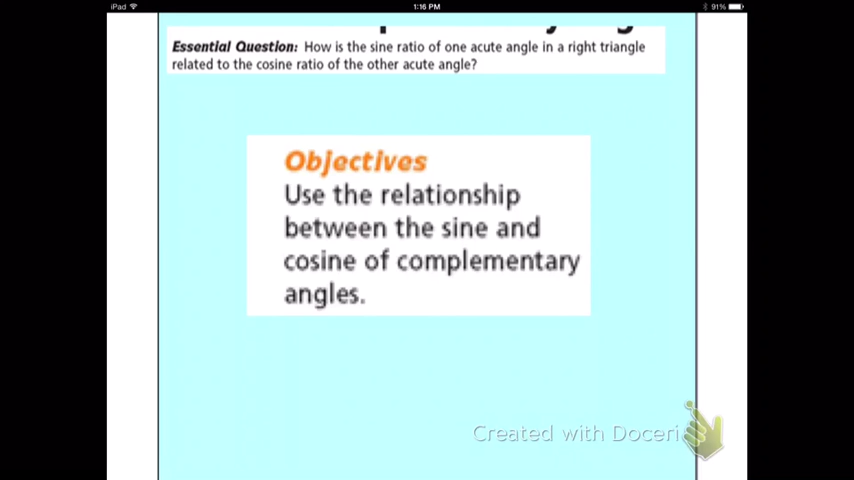 iPad 1:16 PM 91%
Essential Question: How is the sine ratio of one acute angle in a right triangle
related to the cosine ratio of the other acute angle?
Objectives
Use the relationship
between the sine and
cosine of complementary
angles.
Created with Doceri